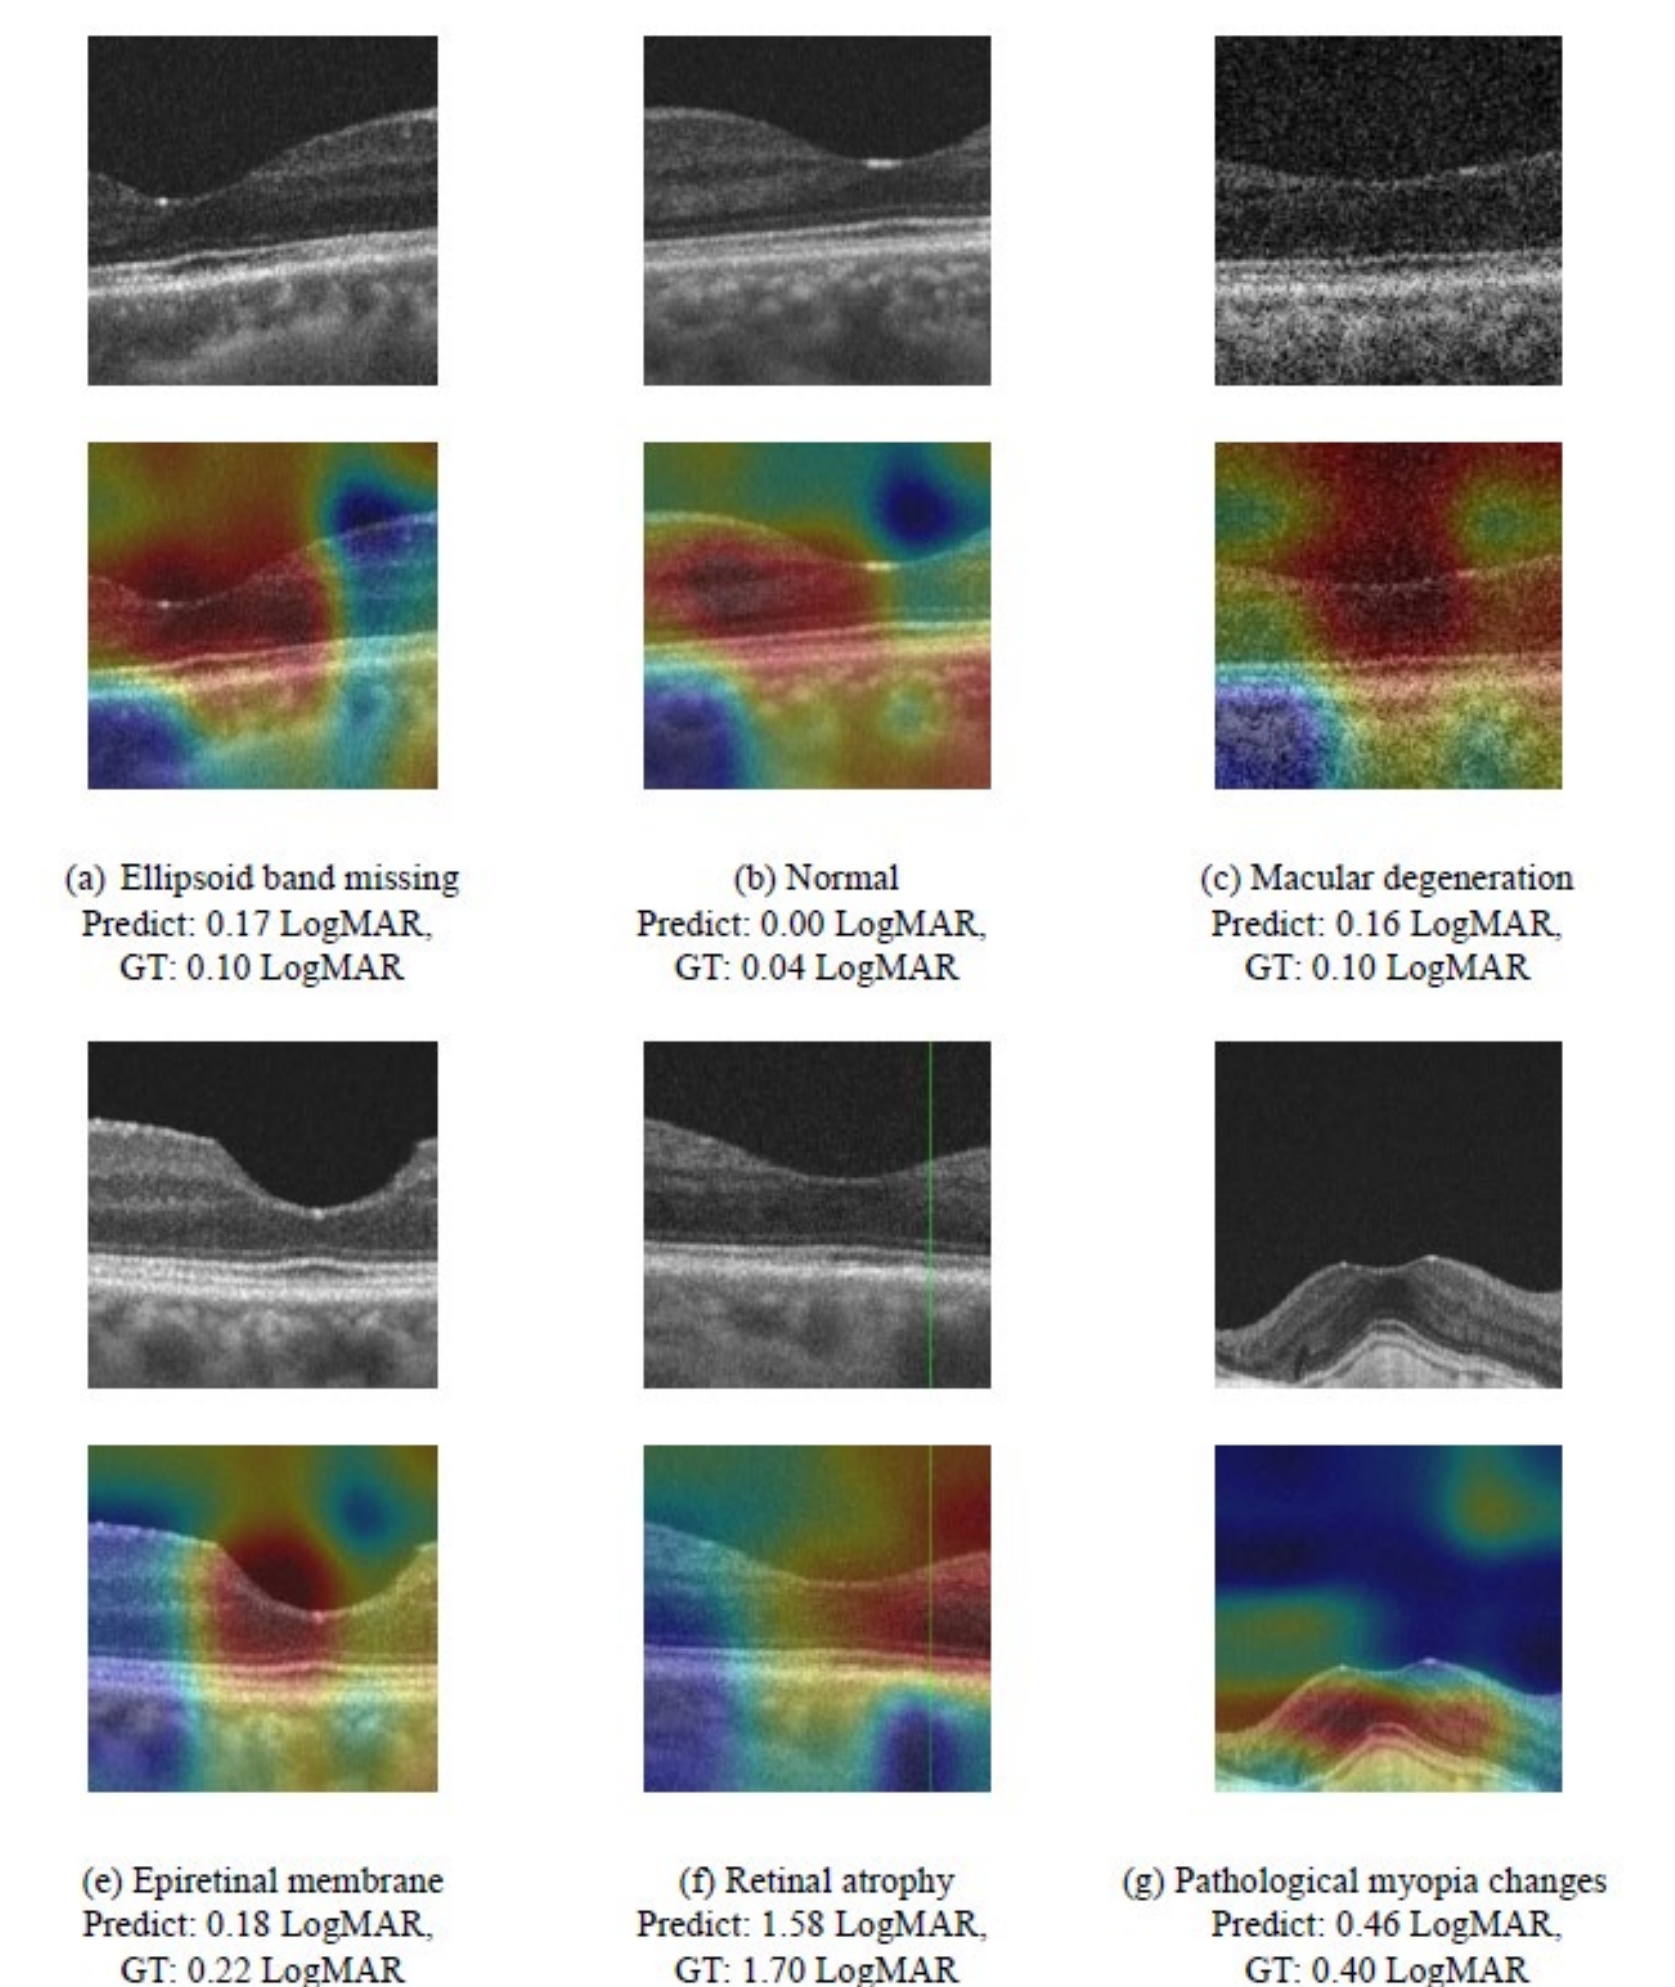 (a) Ellipsoid band missing
Predict: 0.17 LogMAR,
GT: 0.10 LogMAR
(b) Normal
Predict: 0.00 LogMAR,
GT: 0.04 LogMAR
(c) Macular degeneration
Predict: 0.16 LogMAR,
GT: 0.10 LogMAR
(e) Epiretinal membrane
Predict: 0.18 LogMAR,
GT: 0.22 LogMAR
(f) Retinal atrophy
Predict: 1.58 LogMAR,
GT: 1.70 LogMAR
(g) Pathological myopia changes
Predict: 0.46 LogMAR,
GT: 0.40 LogMAR